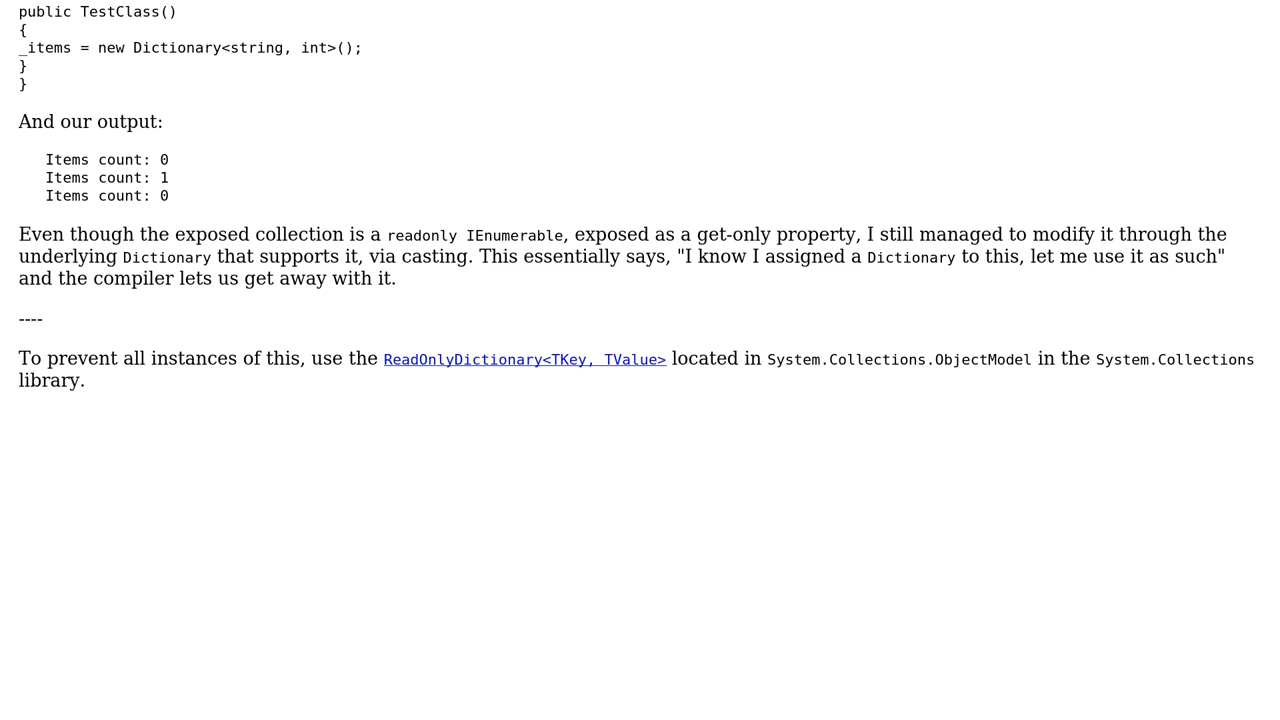 public TestClass()
{
_items = new Dictionary<string, int>();
}
}
And our output:
Items count: 0
Items count: 1
Items count: 0
Even though the exposed collection is a readonly IEnumerable, exposed as a get-only property, I still managed to modify it through the
underlying Dictionary that supports it, via casting. This essentially says, "I know I assigned a Dictionary to this, let me use it as such"
and the compiler lets us get away with it.
----
To prevent all instances of this, use the ReadOnlyDictionary<TKey, TValue> located in System.Collections.ObjectModel in the System.Collections
library.